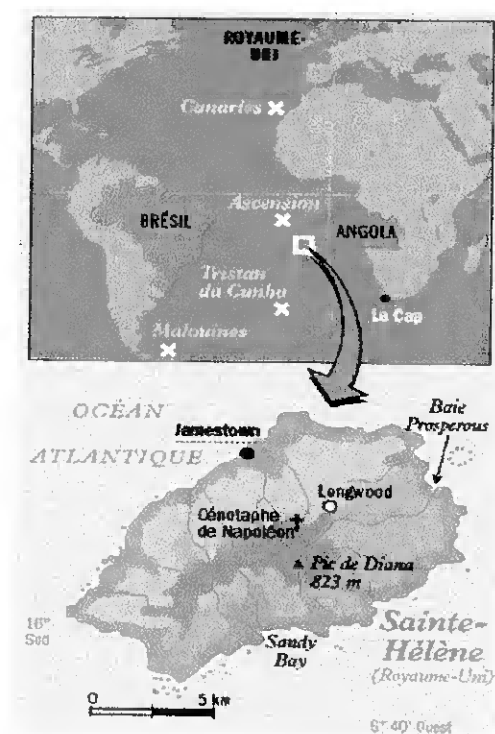 ROYAUME-
UNI
Canaries
Ascension
BRÉSIL
ANGOLA
Tristan
da Cunha
Le Cap
Malouines
OCÉAN
ATLANTIQUE
Jamestown
Baie
Prosperous
Longwood
Cénotaphe
de Napoléon
Pic de Diana
823 m
16°
Sud
Sandy
Bay
Sainte-
Hélène
(Royaume-Uni)
0 5 km
5° 40' Ouest